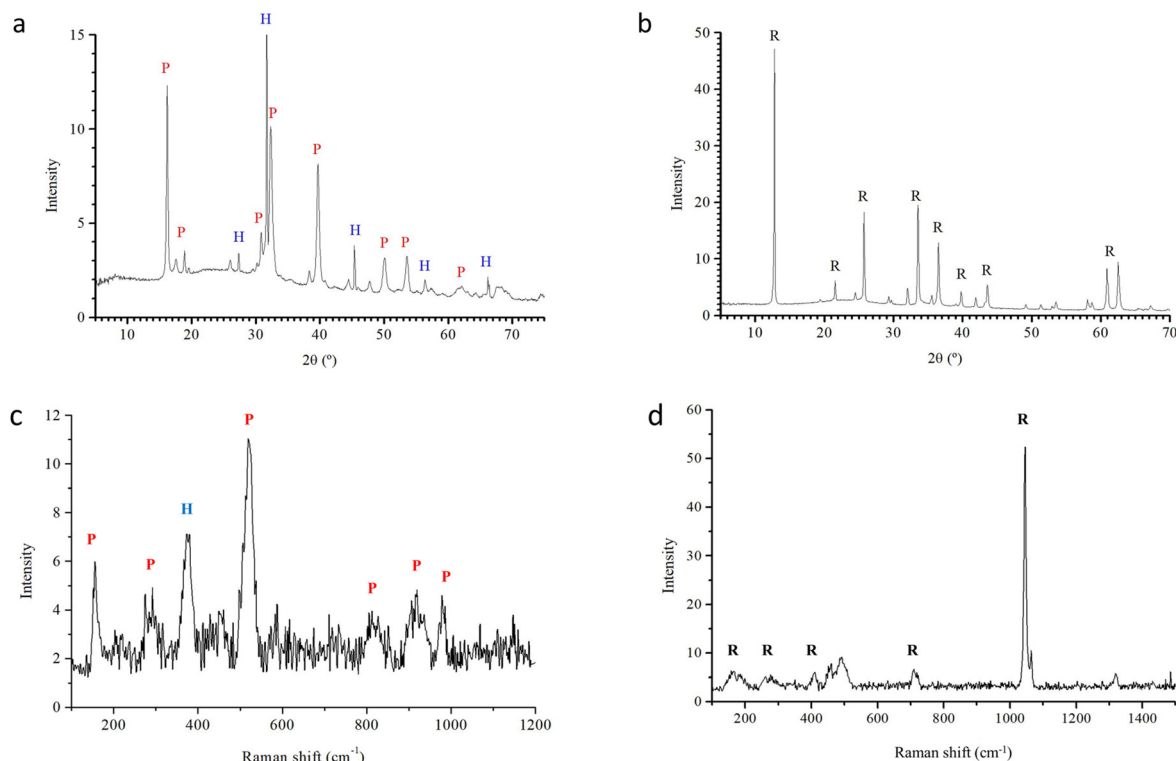 a
15
10
5
0
Intensity
10 20 30 40 50 60 70
2θ (º)
P
P
H
P
H
P
P
H
P
P
H
P
H
b
50
40
30
20
10
0
Intensity
10 20 30 40 50 60 70
2θ (º)
R
R
R
R
R
R
R
R
c
12
10
8
6
4
2
0
Intensity
200 400 600 800 1000 1200
Raman shift (cm⁻¹)
P
P
H
P
P
P
P
d
60
50
40
30
20
10
0
Intensity
200 400 600 800 1000 1200 1400
Raman shift (cm⁻¹)
R
R
R
R
R